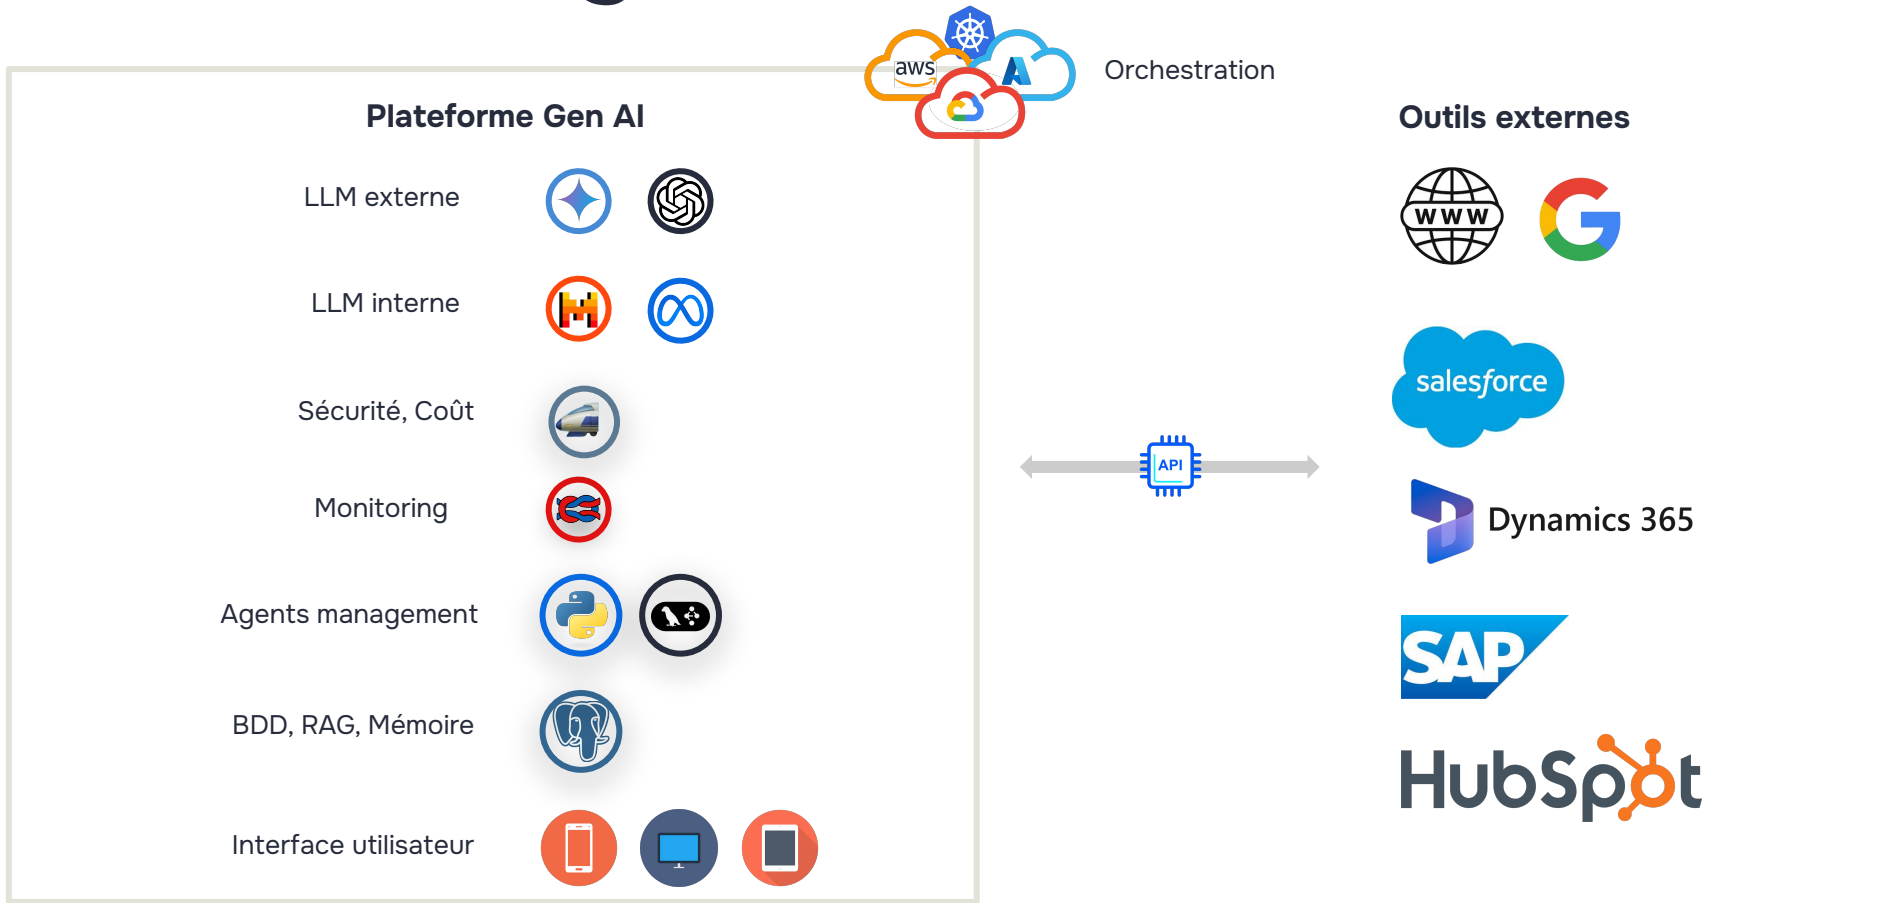 aws
Orchestration
Plateforme Gen AI
Outils externes
LLM externe
WWW
LLM interne
salesforce
Sécurité, Coût
API
Monitoring
Dynamics 365
Agents management
SAP
BDD, RAG, Mémoire
HubSpot
Interface utilisateur